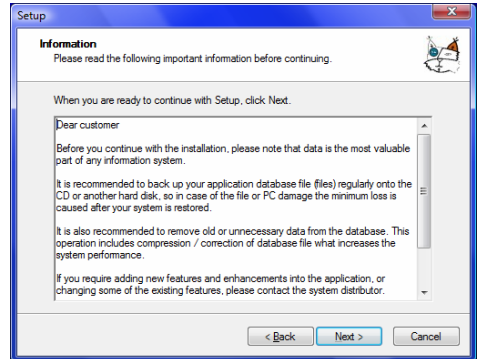 Setup
Information
Please read the following important information before continuing.
When you are ready to continue with Setup, click Next.
Dear customer
Before you continue with the installation, please note that data is the most valuable
part of any information system.
It is recommended to back up your application database file (files) regularly onto the
CD or another hard disk, so in case of the file or PC damage the minimum loss is
caused after your system is restored.
It is also recommended to remove old or unnecessary data from the database. This
operation includes compression / correction of database file what increases the
system performance.
If you require adding new features and enhancements into the application, or
changing some of the existing features, please contact the system distributor.
< Back Next > Cancel